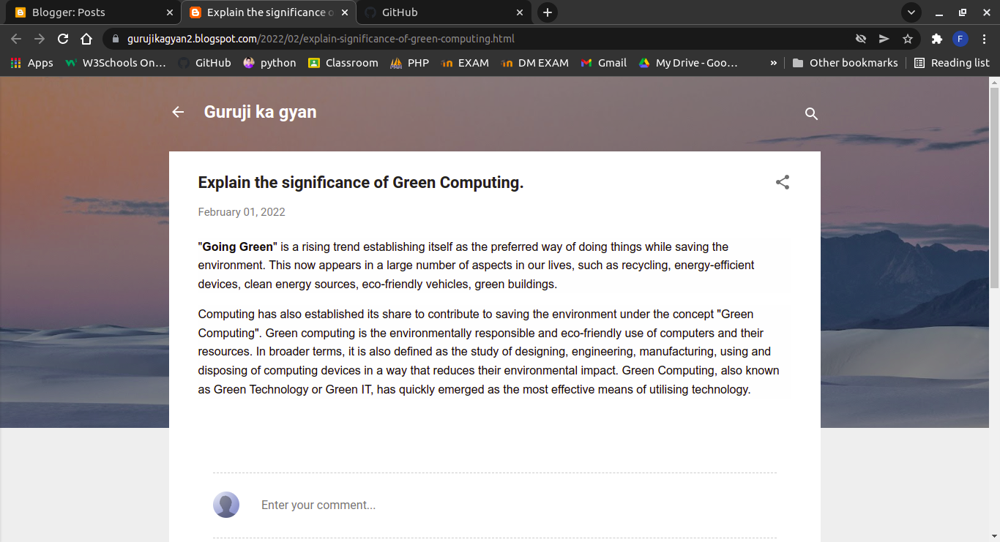 Blogger: Posts
Explain the significance o
GitHub
gurujikagyan2.blogspot.com/2022/02/explain-significance-of-green-computing.html
F
Apps W3Schools On... GitHub python Classroom PHP EXAM DM EXAM Gmail My Drive - Goo... » Other bookmarks Reading list
Guruji ka gyan
Explain the significance of Green Computing.
February 01, 2022
"Going Green" is a rising trend establishing itself as the preferred way of doing things while saving the
environment. This now appears in a large number of aspects in our lives, such as recycling, energy-efficient
devices, clean energy sources, eco-friendly vehicles, green buildings.
Computing has also established its share to contribute to saving the environment under the concept "Green
Computing". Green computing is the environmentally responsible and eco-friendly use of computers and their
resources. In broader terms, it is also defined as the study of designing, engineering, manufacturing, using and
disposing of computing devices in a way that reduces their environmental impact. Green Computing, also known
as Green Technology or Green IT, has quickly emerged as the most effective means of utilising technology.
Enter your comment...